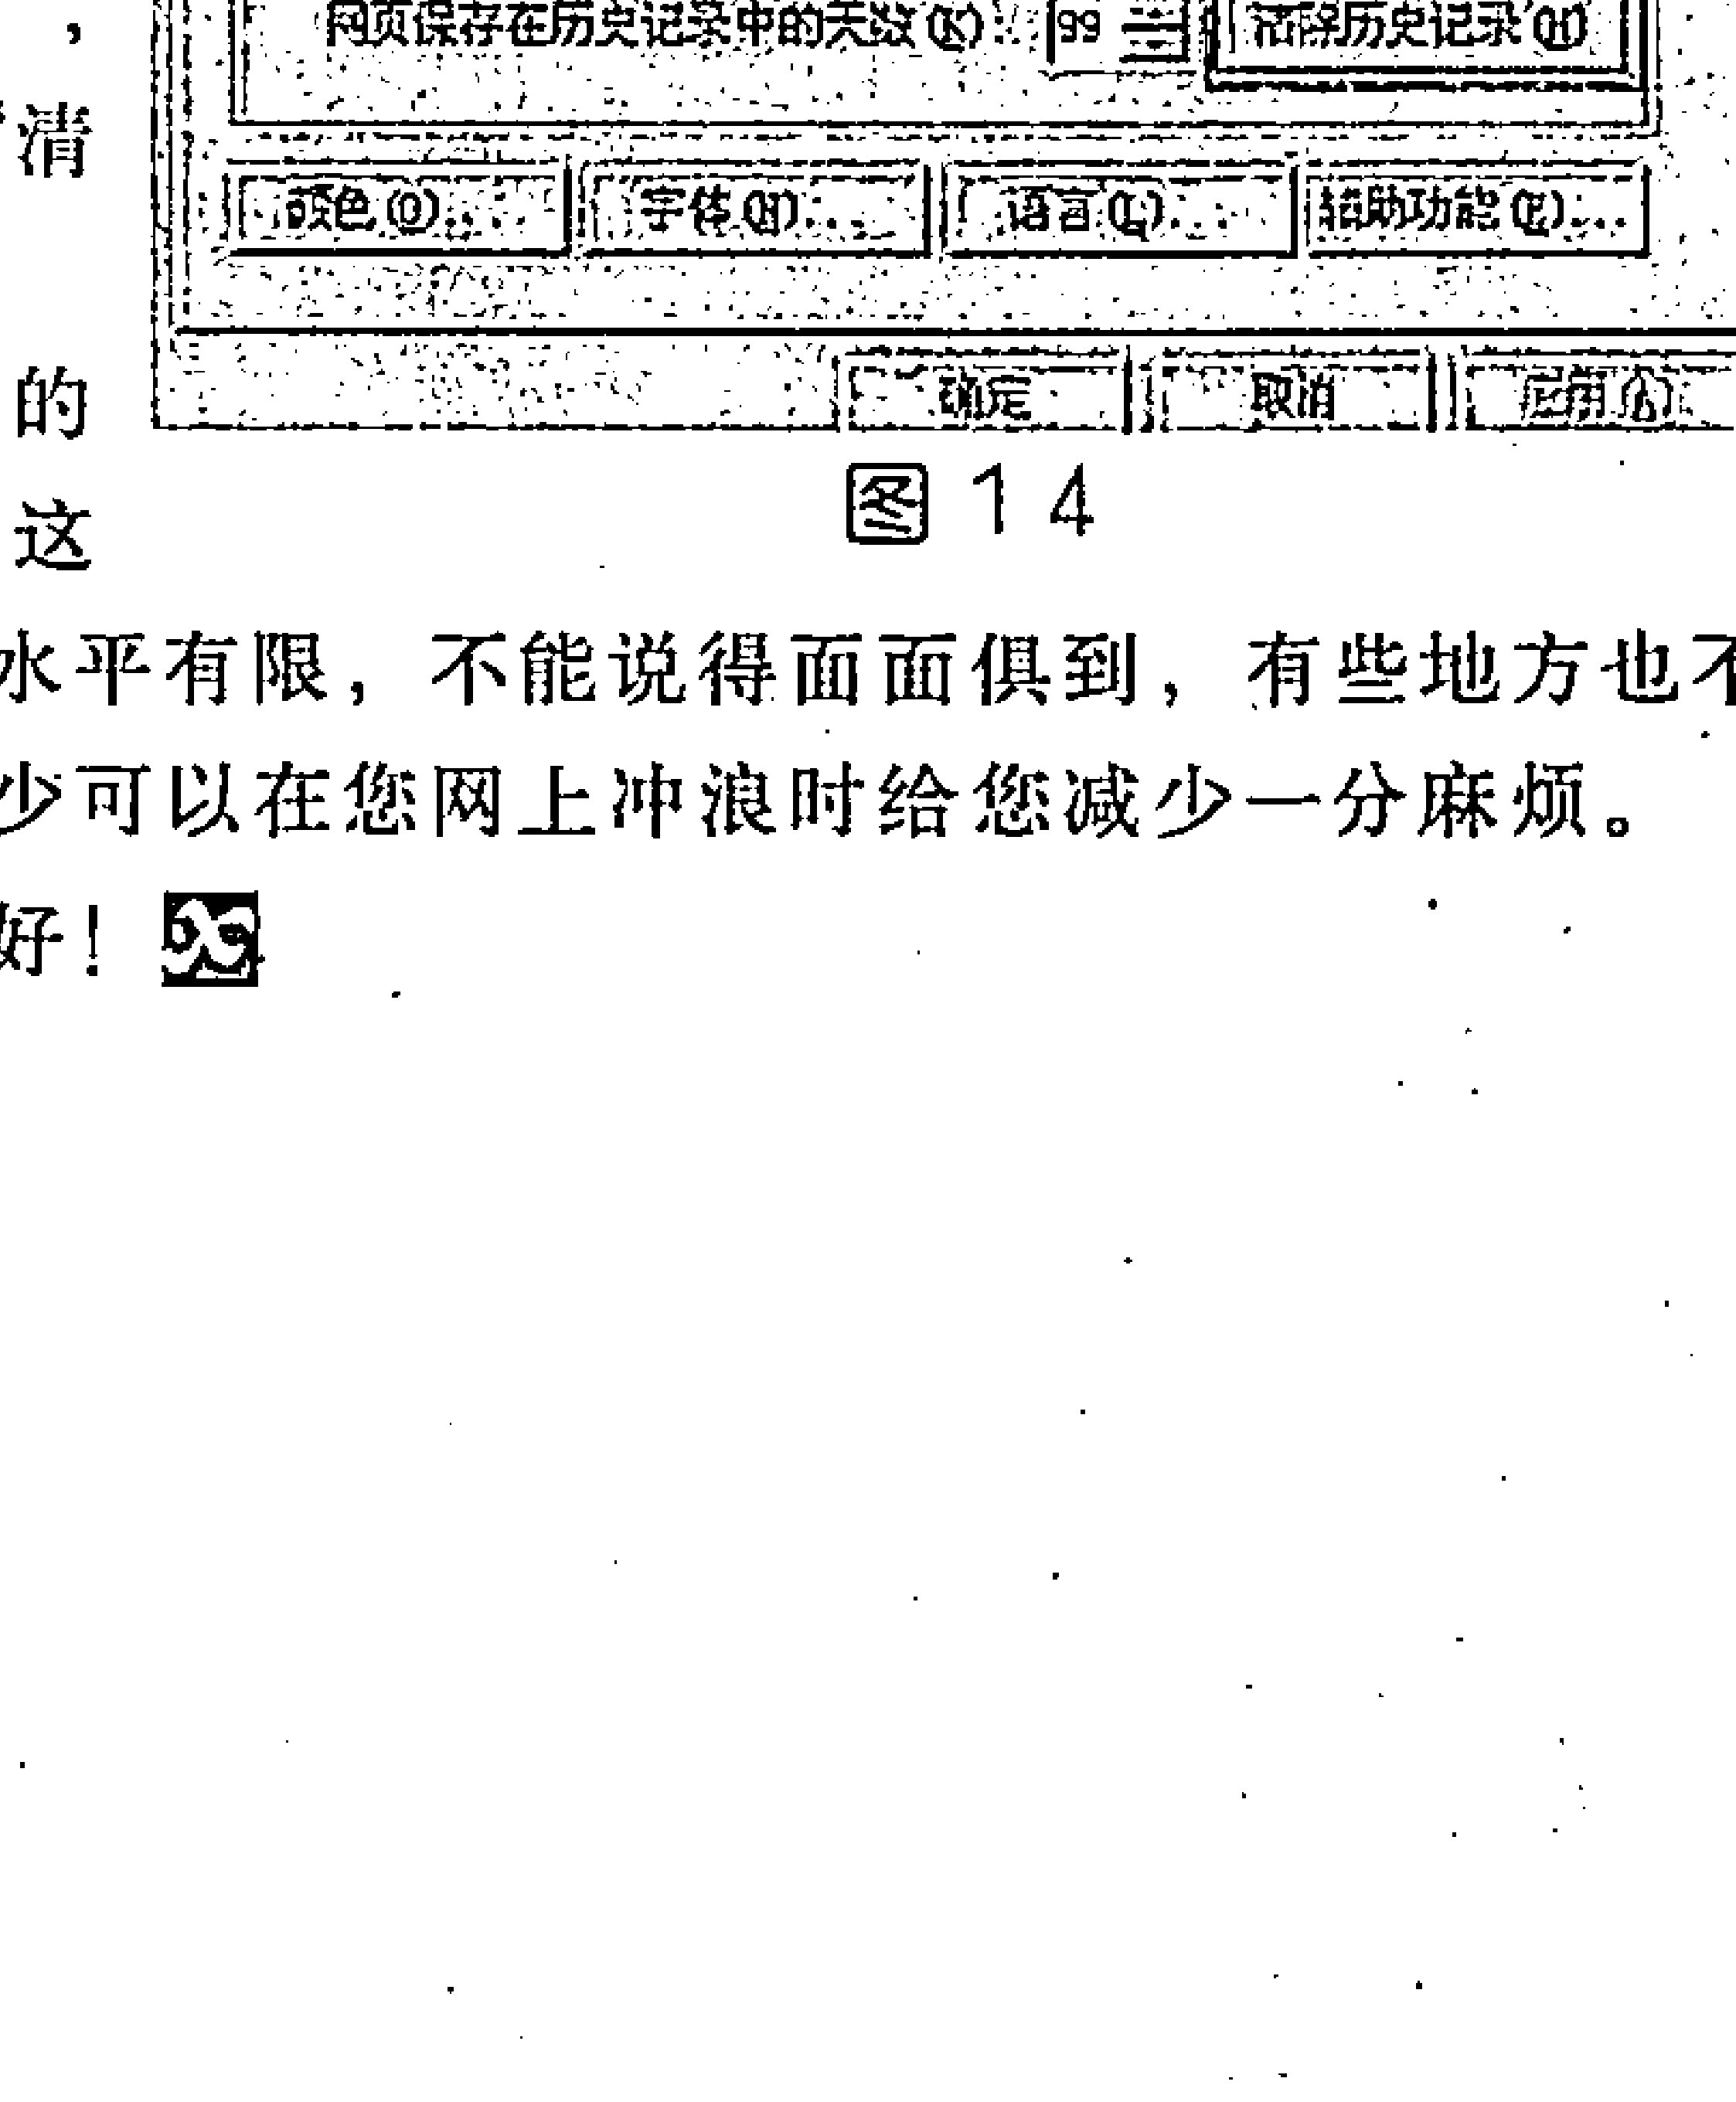 ，
网页保存在历史记录中的天数(K): 99 清除历史记录(H)
清
颜色(O)... 字体(N)... 语言(L)... 辅助功能(E)...
的
确定 取消 应用(A)
图14
这
水平有限，不能说得面面俱到，有些地方也不
少可以在您网上冲浪时给您减少一分麻烦。
好！